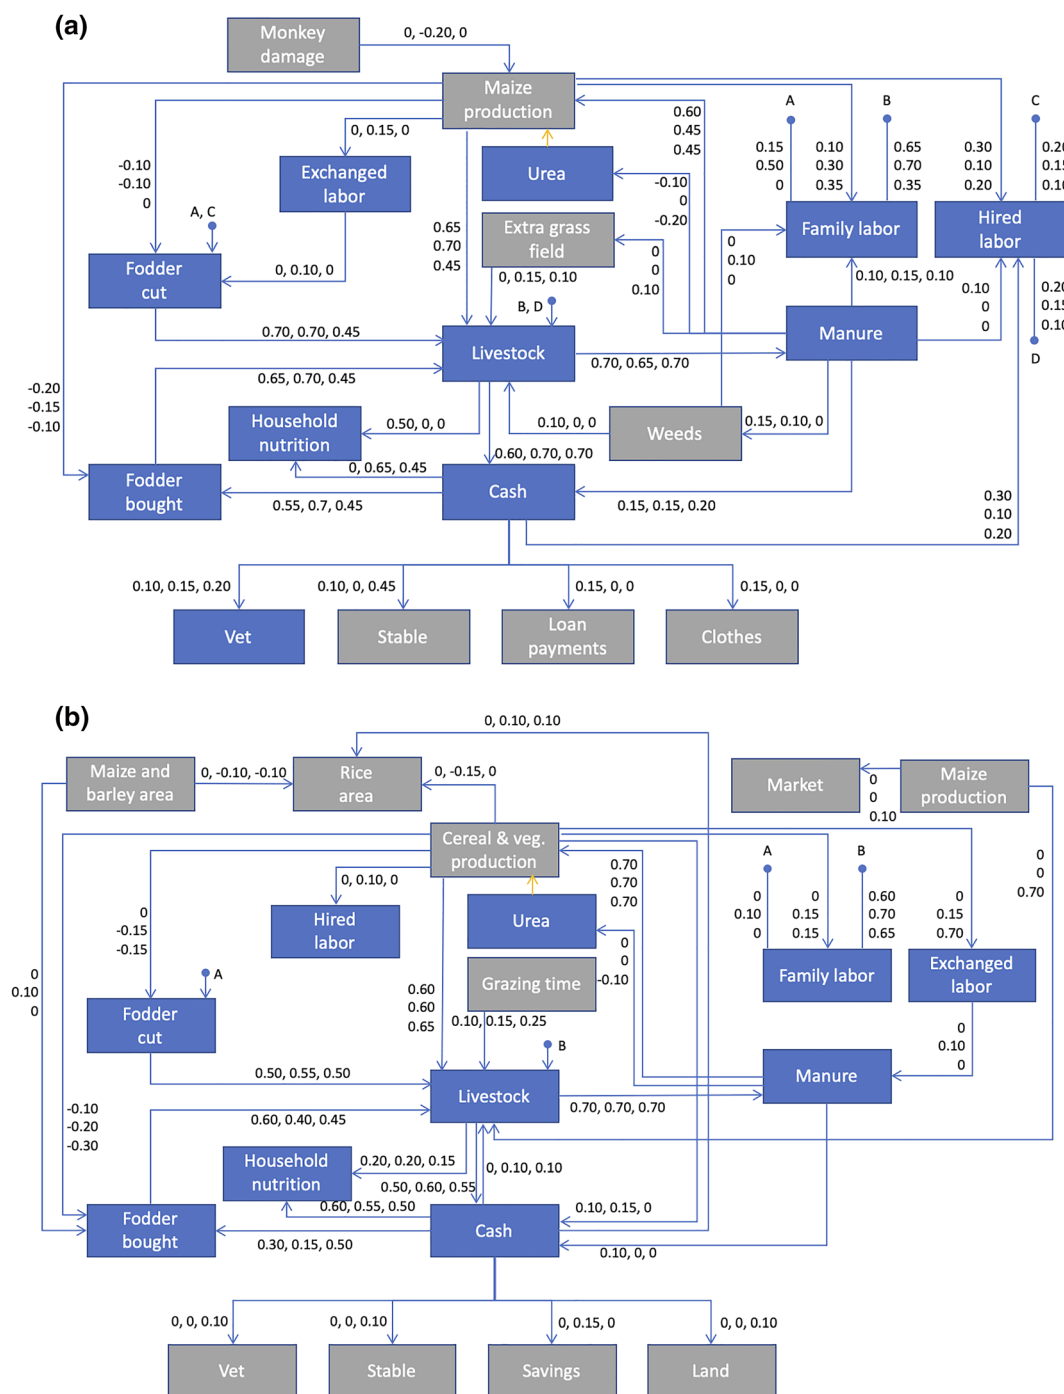 (a)
Monkey
damage
0, -0.20, 0
Maize
production
A
B
C
0.60
0.45
0.45
0, 0.15, 0
Exchanged
labor
Urea
0.15
0.50
0
0.10
0.30
0.35
0.65
0.70
0.35
0.30
0.10
0.20
0.20
0.15
0.10
-0.10
-0.10
0
-0.10
0
-0.20
A, C
Extra grass
field
Family labor
Hired
labor
0.65
0.70
0.45
0
0.10
0
0
0
0.10
Fodder
cut
0, 0.10, 0
0, 0.15, 0.10
0.10, 0.15, 0.10
0.10
0
0
0.20
0.15
0.10
B, D
Livestock
Manure
D
0.70, 0.70, 0.45
0.70, 0.65, 0.70
0.65, 0.70, 0.45
-0.20
-0.15
-0.10
Household
nutrition
0.50, 0, 0
0.10, 0, 0
Weeds
0.15, 0.10, 0
0.60, 0.70, 0.70
0, 0.65, 0.45
Fodder
bought
0.55, 0.7, 0.45
Cash
0.15, 0.15, 0.20
0.30
0.10
0.20
0.10, 0.15, 0.20
0.10, 0, 0.45
0.15, 0, 0
0.15, 0, 0
Vet
Stable
Loan
payments
Clothes
(b)
0, 0.10, 0.10
Maize and
barley area
0, -0.10, -0.10
Rice
area
0, -0.15, 0
Market
0
0
0.10
Maize
production
Cereal & veg.
production
A
B
0
0
0.70
0, 0.10, 0
0.70
0.70
0.70
Hired
labor
Urea
0
0.10
0
0
0.15
0.15
0.60
0.70
0.65
0
0.15
0.70
0
-0.15
-0.15
0
0
-0.10
A
Grazing time
Family labor
Exchanged
labor
0
0.10
0
Fodder
cut
0.60
0.60
0.65
0.10, 0.15, 0.25
0
0.10
0
B
0.50, 0.55, 0.50
Livestock
Manure
0.70, 0.70, 0.70
0.60, 0.40, 0.45
-0.10
-0.20
-0.30
Household
nutrition
0.20, 0.20, 0.15
0, 0.10, 0.10
0.50, 0.60, 0.55
0.60, 0.55, 0.50
0.10, 0.15, 0
Fodder
bought
0.30, 0.15, 0.50
Cash
0.10, 0, 0
0, 0, 0.10
0, 0, 0.10
0, 0.15, 0
0, 0, 0.10
Vet
Stable
Savings
Land